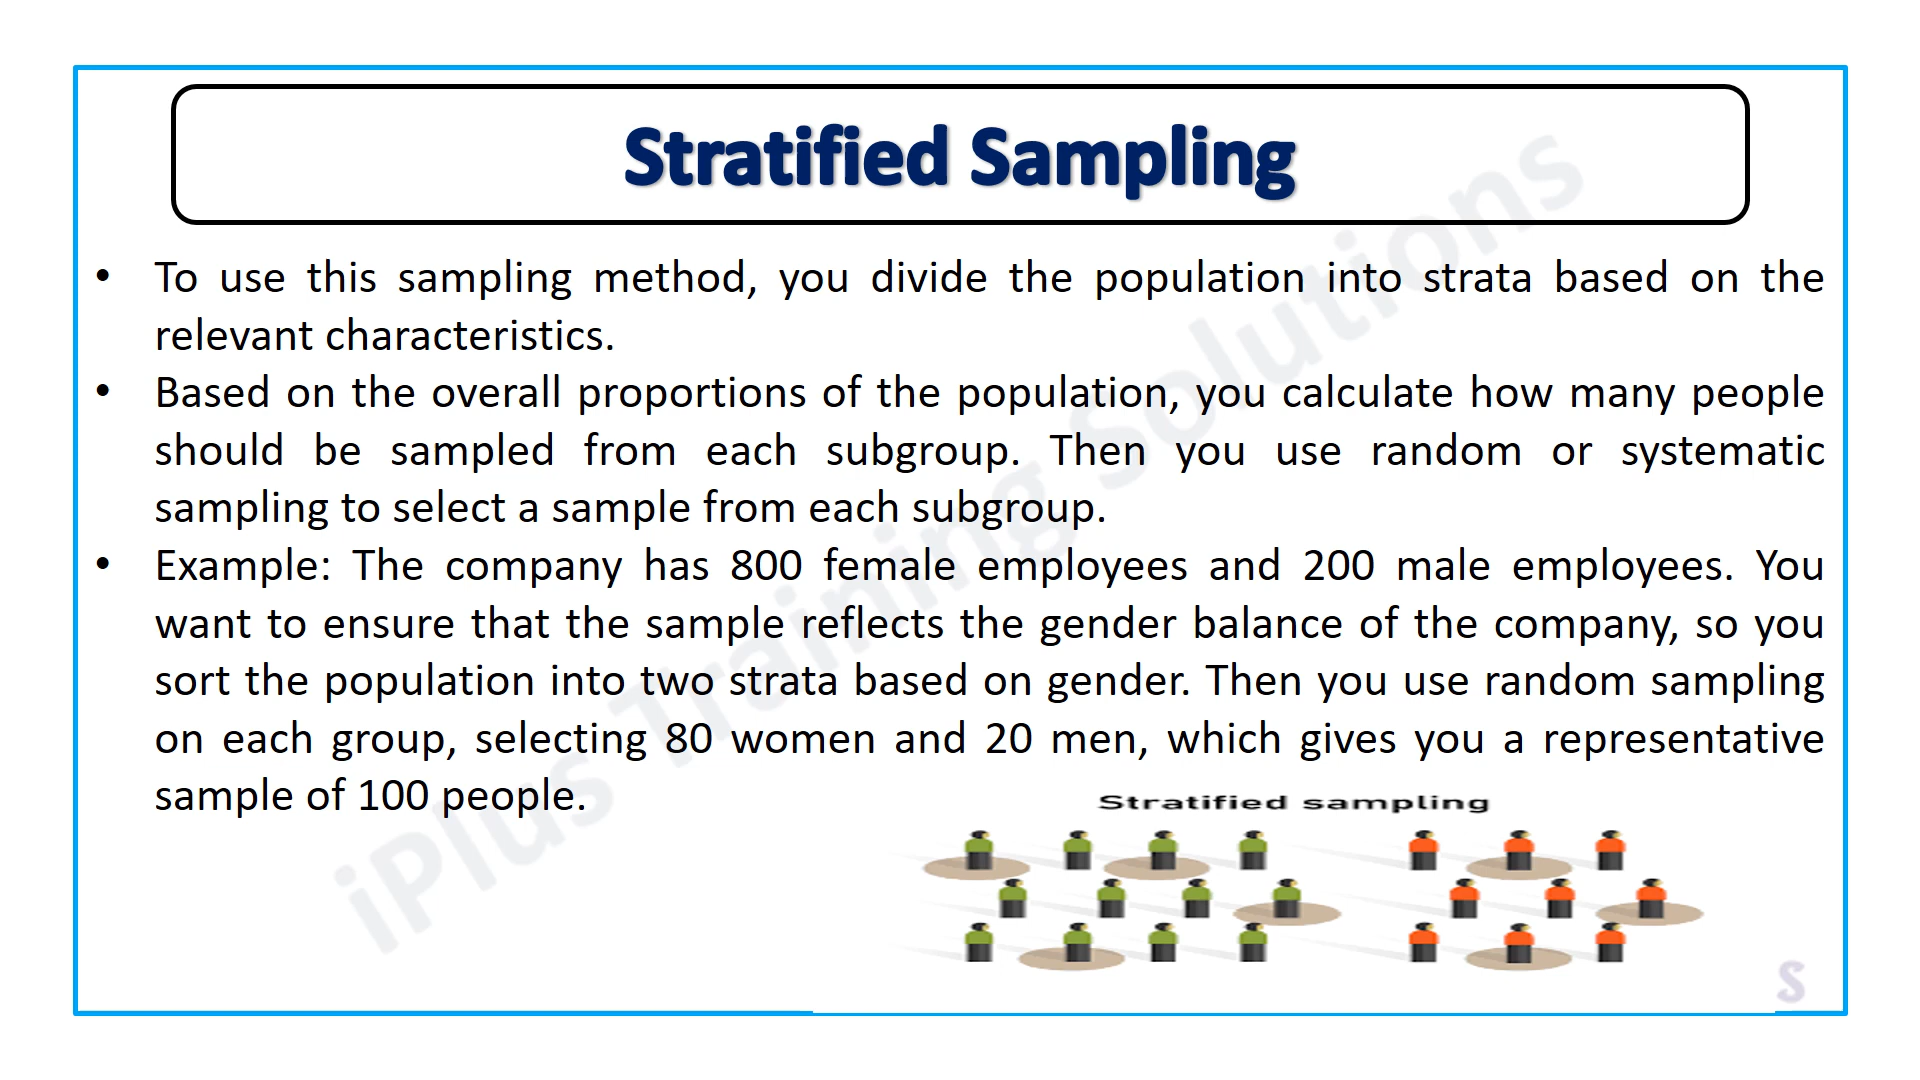 Stratified Sampling
• To use this sampling method, you divide the population into strata based on the
relevant characteristics.
• Based on the overall proportions of the population, you calculate how many people
should be sampled from each subgroup. Then you use random or systematic
sampling to select a sample from each subgroup.
• Example: The company has 800 female employees and 200 male employees. You
want to ensure that the sample reflects the gender balance of the company, so you
sort the population into two strata based on gender. Then you use random sampling
on each group, selecting 80 women and 20 men, which gives you a representative
sample of 100 people.
Stratified sampling
iPlus Training Solutions
S